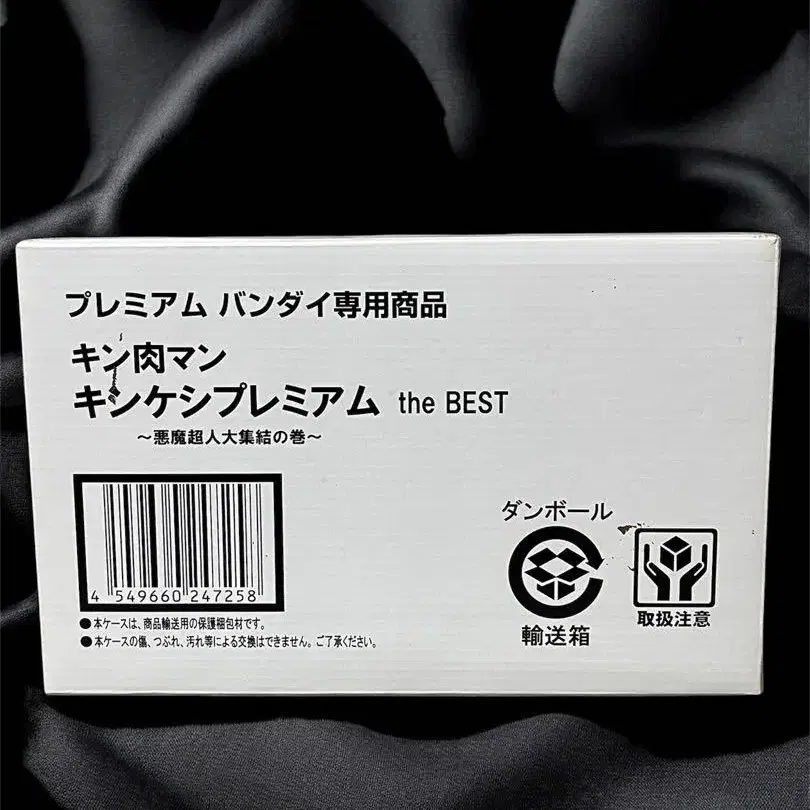 プレミアム バンダイ専用商品
キン肉マン
キンケシプレミアム the BEST
～悪魔超人大集結の巻～
4 549660 247258
●本ケースは、商品輸送用の保護梱包材です。
●本ケースの傷、つぶれ、汚れ等による交換はできません。ご了承ください。
ダンボール
輸送箱
取扱注意